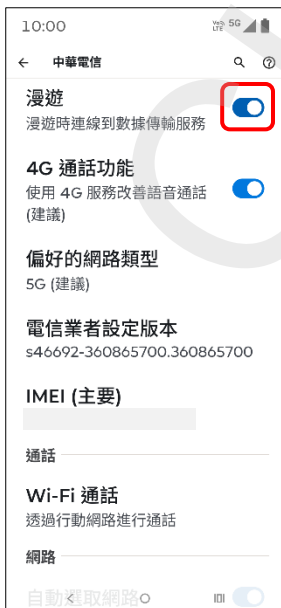 10:00
VoLTE 5G
中華電信
漫遊
漫遊時連線到數據傳輸服務
4G 通話功能
使用 4G 服務改善語音通話
(建議)
偏好的網路類型
5G (建議)
電信業者設定版本
s46692-360865700.360865700
IMEI (主要)
通話
Wi-Fi 通話
透過行動網路進行通話
網路
自動選取網路